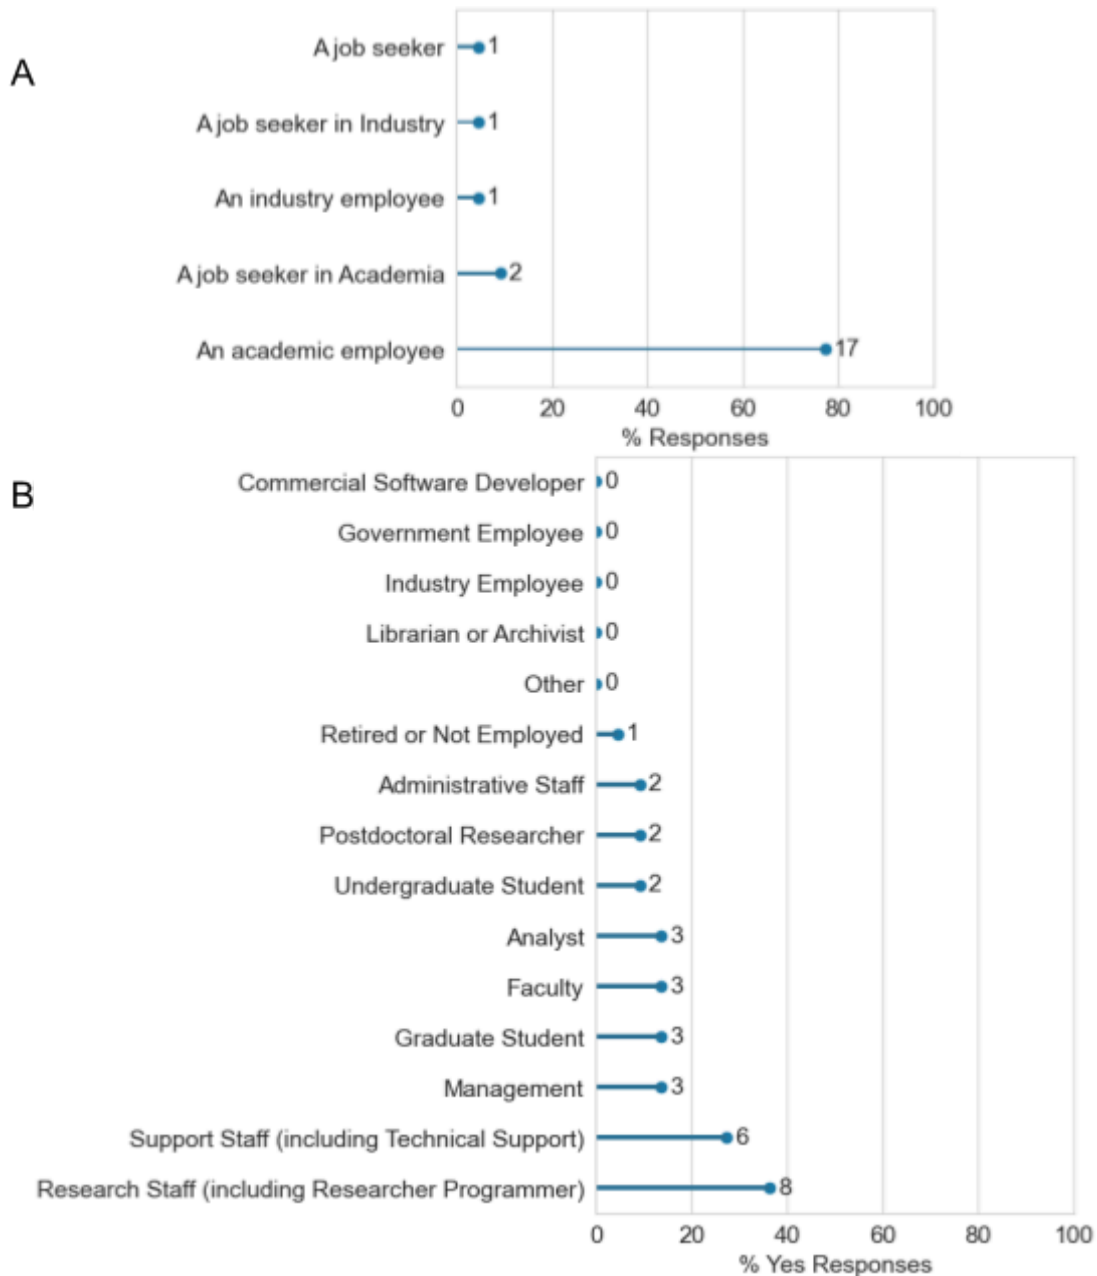 A
A job seeker 1
A job seeker in Industry 1
An industry employee 1
A job seeker in Academia 2
An academic employee 17
0 20 40 60 80 100
% Responses
B
Commercial Software Developer 0
Government Employee 0
Industry Employee 0
Librarian or Archivist 0
Other 0
Retired or Not Employed 1
Administrative Staff 2
Postdoctoral Researcher 2
Undergraduate Student 2
Analyst 3
Faculty 3
Graduate Student 3
Management 3
Support Staff (including Technical Support) 6
Research Staff (including Researcher Programmer) 8
0 20 40 60 80 100
% Yes Responses